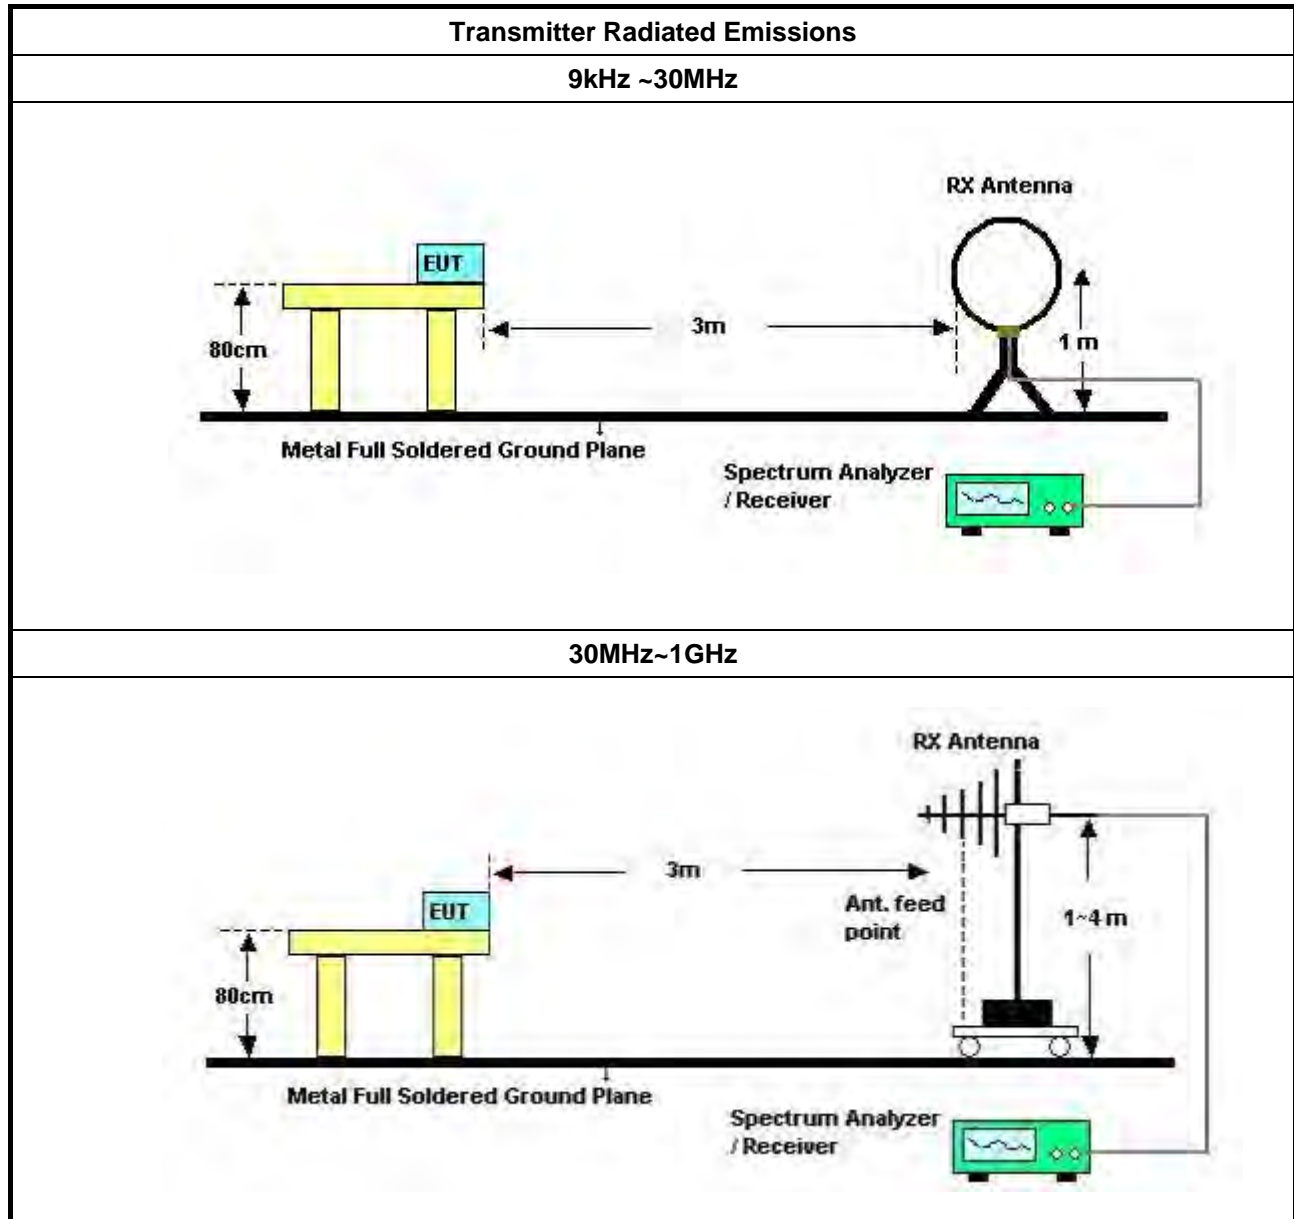 Transmitter Radiated Emissions
9kHz ~30MHz
RX Antenna
EUT
3m
80cm
1 m
Metal Full Soldered Ground Plane
Spectrum Analyzer
/ Receiver
30MHz~1GHz
RX Antenna
3m
EUT
Ant. feed
point
1~4 m
80cm
Metal Full Soldered Ground Plane
Spectrum Analyzer
/ Receiver